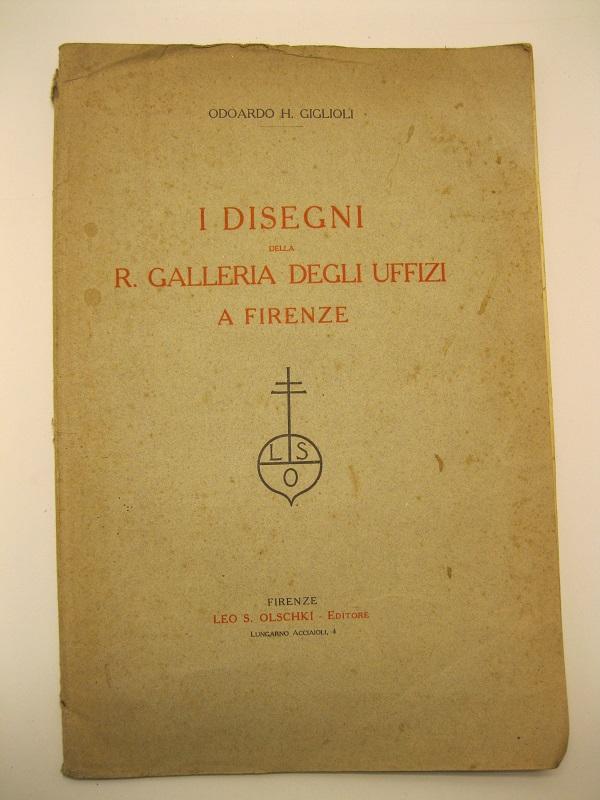 ODOARDO H. GIGLIOLI
I DISEGNI
DELLA
R. GALLERIA DEGLI UFFIZI
A FIRENZE
L S
O
FIRENZE
LEO S. OLSCHKI - EDITORE
LUNGARNO ACCIAIOLI, 4